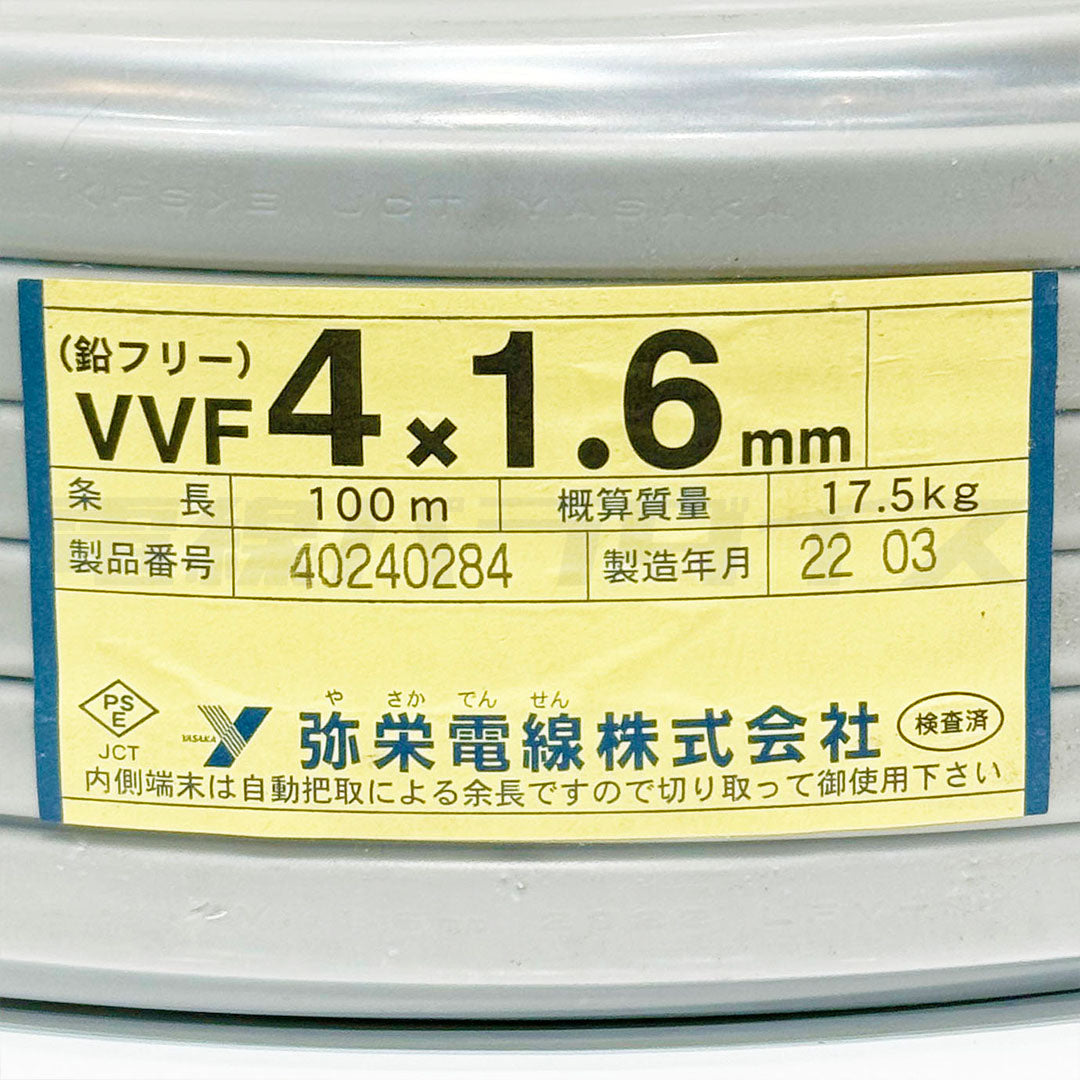 <PS>E JCT YASAKA
(鉛フリー)
VVF 4×1.6mm
条長 100m 概算質量 17.5kg
製品番号 40240284 製造年月 22 03
や さか でん せん
PS
E
JCT
YASAKA
弥栄電線株式会社
検査済
内側端末は自動把取による余長ですので切り取って御使用下さい